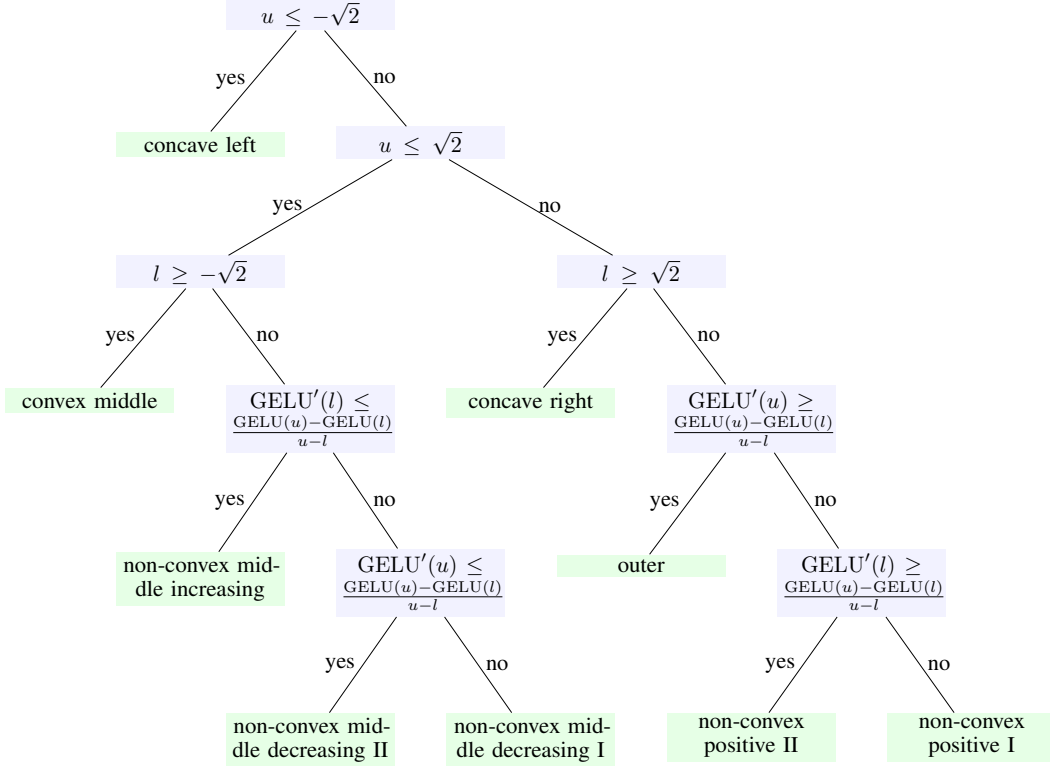 u ≤ −√2
yes
no
concave left
u ≤ √2
yes
no
l ≥ −√2
l ≥ √2
yes
no
yes
no
convex middle
GELU′(l) ≤
GELU(u)−GELU(l)
u−l
concave right
GELU′(u) ≥
GELU(u)−GELU(l)
u−l
yes
no
yes
no
non-convex mid-
dle increasing
GELU′(u) ≤
GELU(u)−GELU(l)
u−l
outer
GELU′(l) ≥
GELU(u)−GELU(l)
u−l
yes
no
yes
no
non-convex mid-
dle decreasing II
non-convex mid-
dle decreasing I
non-convex
positive II
non-convex
positive I